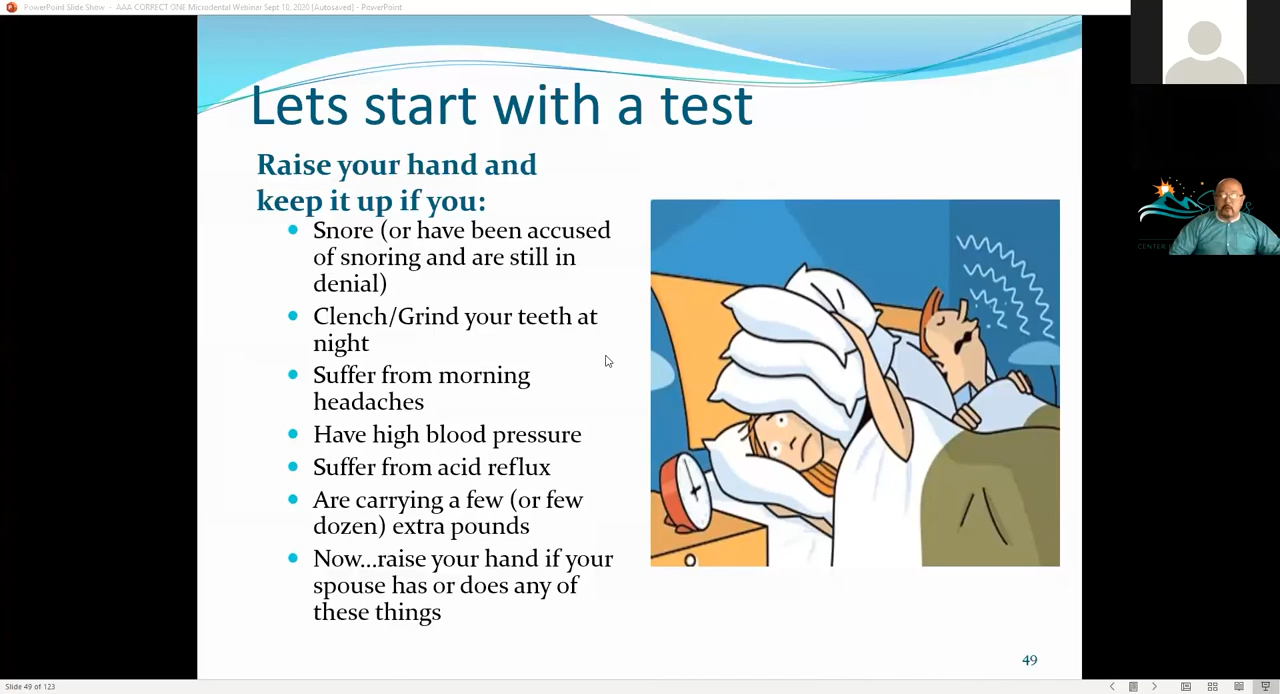 PowerPoint Slide Show - AAA CORRECT ONE Microdental Webinar Sept 10, 2020 [Autosaved] - PowerPoint
Lets start with a test
Raise your hand and
keep it up if you:
Snore (or have been accused
of snoring and are still in
denial)
Clench/Grind your teeth at
night
Suffer from morning
headaches
Have high blood pressure
Suffer from acid reflux
Are carrying a few (or few
dozen) extra pounds
Now...raise your hand if your
spouse has or does any of
these things
49
CENTER
Slide 49 of 123